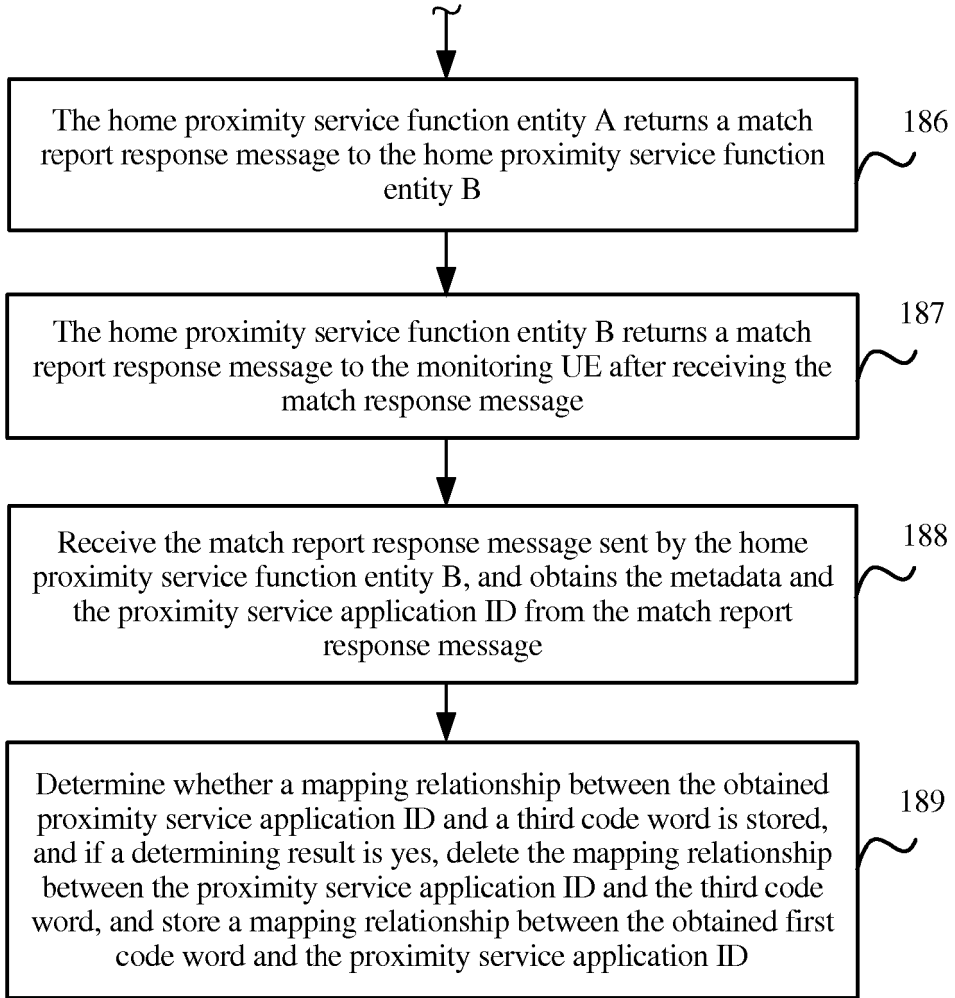 The home proximity service function entity A returns a match
report response message to the home proximity service function
entity B
186
The home proximity service function entity B returns a match
report response message to the monitoring UE after receiving the
match response message
187
Receive the match report response message sent by the home
proximity service function entity B, and obtains the metadata and
the proximity service application ID from the match report
response message
188
Determine whether a mapping relationship between the obtained
proximity service application ID and a third code word is stored,
and if a determining result is yes, delete the mapping relationship
between the proximity service application ID and the third code
word, and store a mapping relationship between the obtained first
code word and the proximity service application ID
189